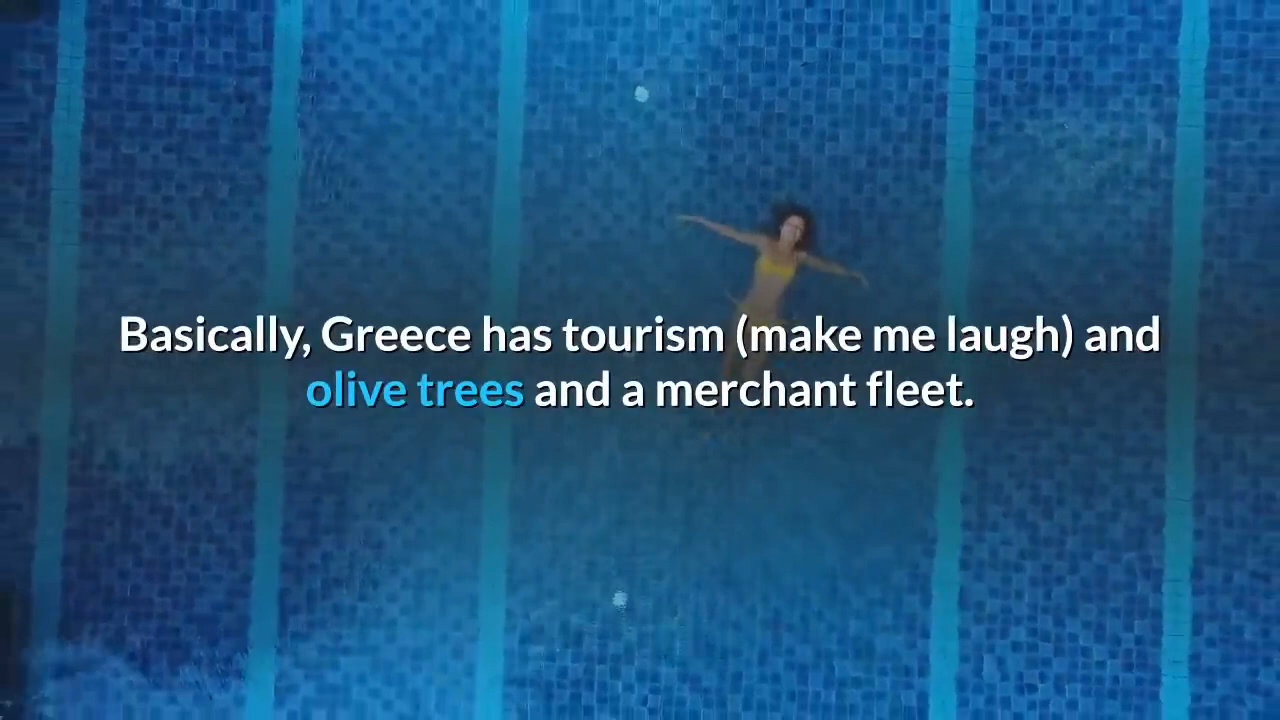 Basically, Greece has tourism (make me laugh) and
olive trees and a merchant fleet.